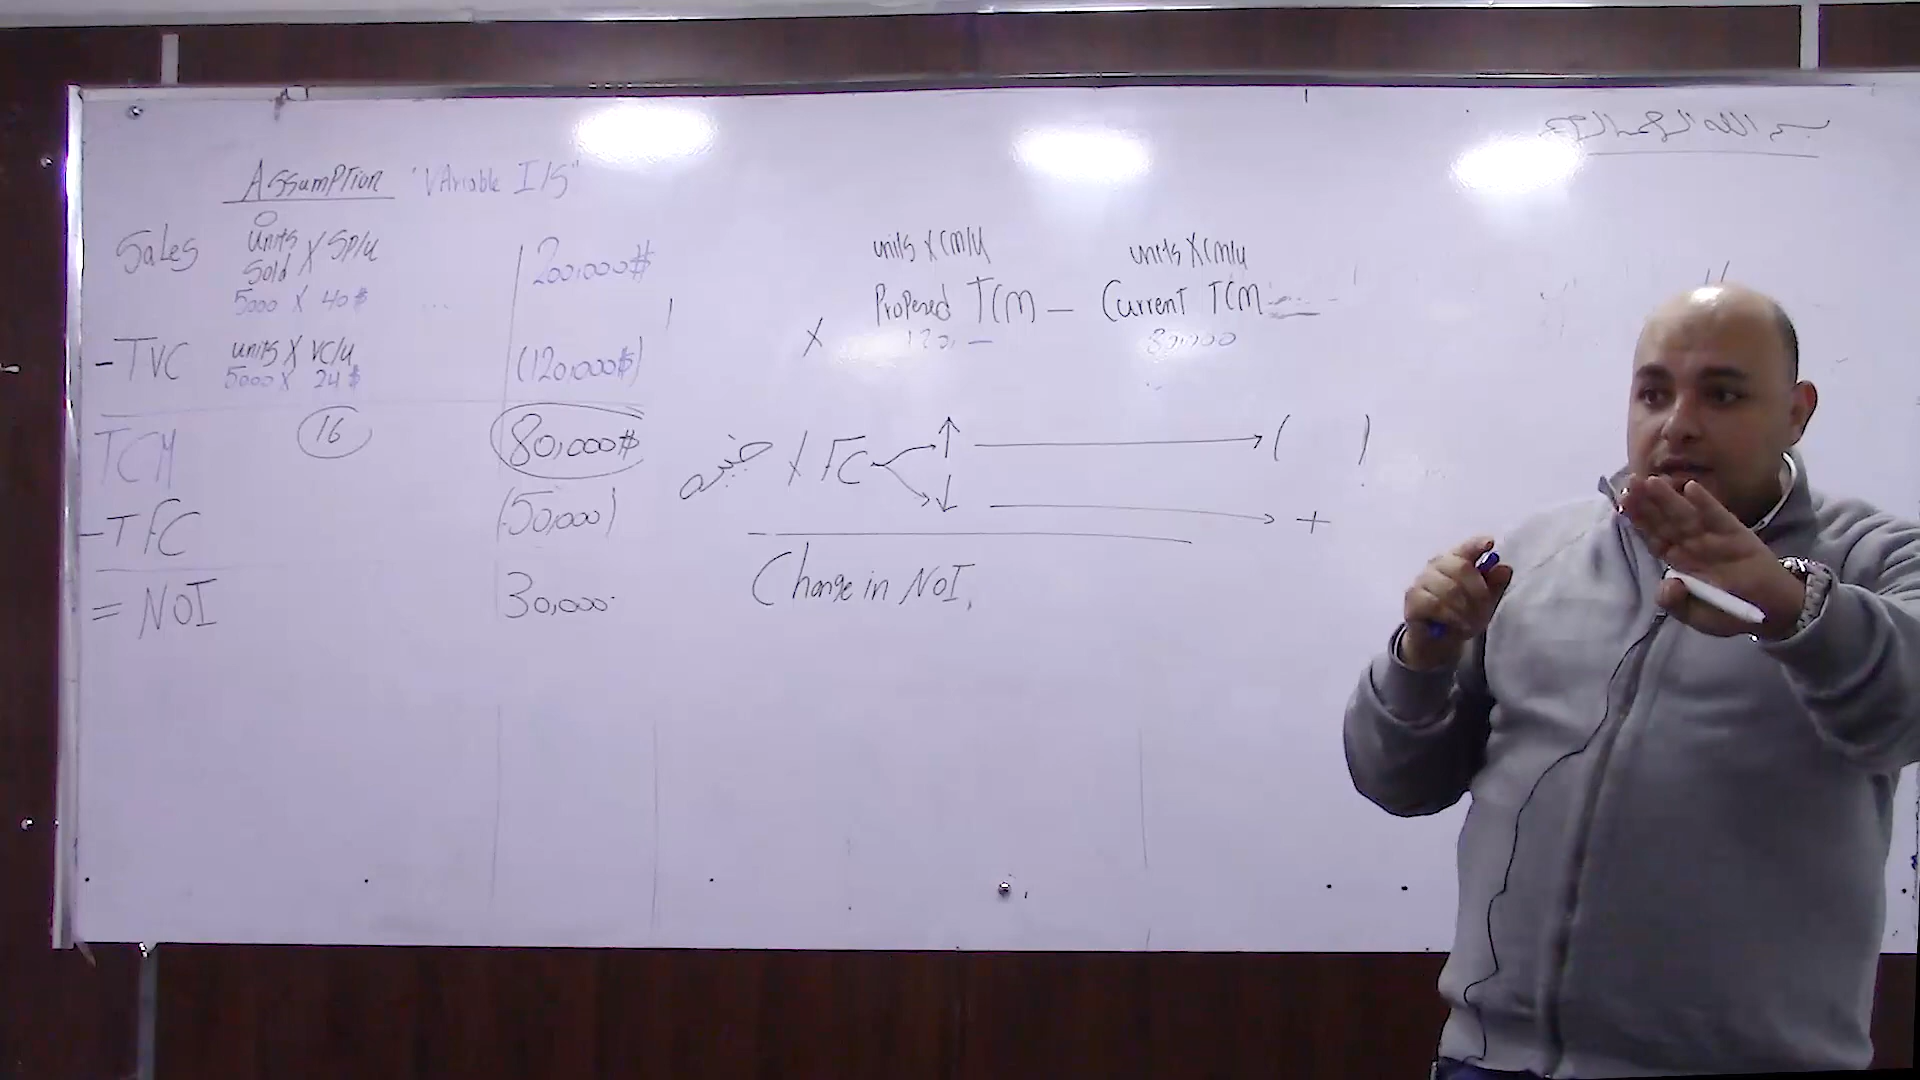 بسم الله الرحمن الرحيم
Assumption "Variable I/S"
Sales units sold X SP/u 200,000$
5000 X 40$
- TVC units X VC/u (120,000$)
5000 X 24$
TCM 16 80,000$
- TFC (50,000)
= NOI 30,000
units X CM/u units X CM/u
X Propesed TCM - Current TCM
120, — 80,000
X FC ↑ → ( )
↓ → +
Change in NOI.